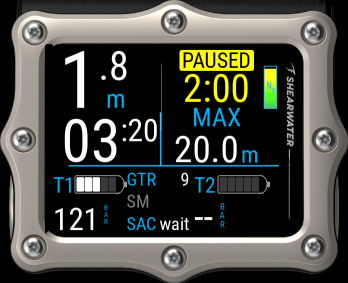 1.8 m
PAUSED
2:00
MAX
20.0 m
03:20
T1 GTR 9 T2
SM
121 BAR SAC wait -- BAR
N₂
SHEARWATER